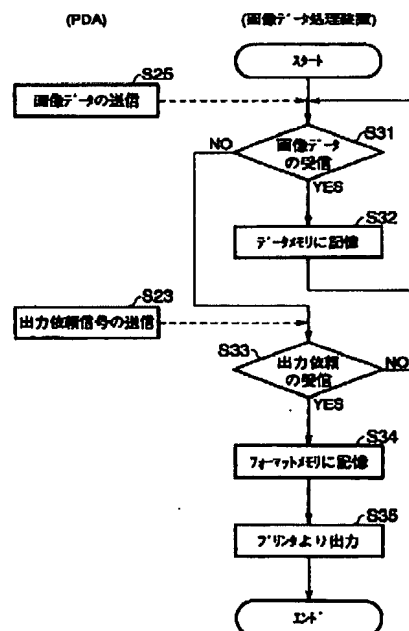 (PDA)
(画像データ処理装置)
スタート
S25
画像データの送信
S31
画像データ
の受信
NO
YES
S32
データメモリに記憶
S23
出力依頼信号の送信
S33
出力依頼
の受信
NO
YES
S34
フォーマットメモリに記憶
S35
プリンタより出力
エンド